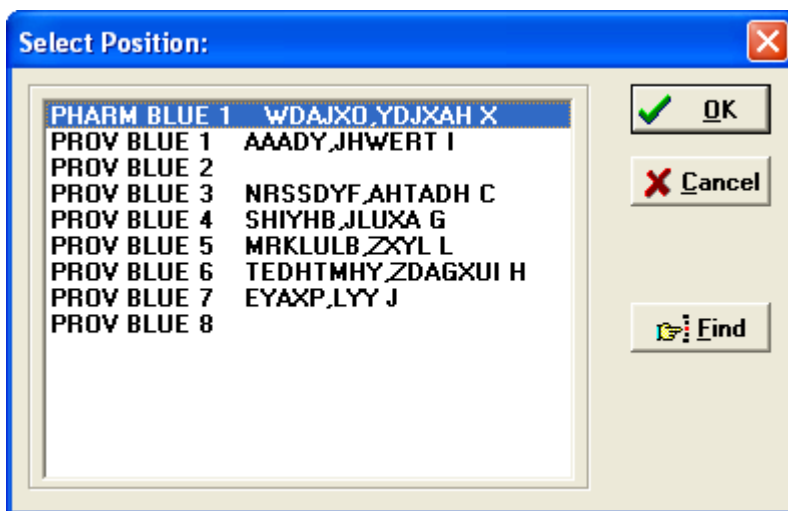 Select Position:
PHARM BLUE 1 WDAJXO,YDJXAH X
PROV BLUE 1 AAADY,JHWERT I
PROV BLUE 2
PROV BLUE 3 NRSSDYF,AHTADH C
PROV BLUE 4 SHIYHB,JLUXA G
PROV BLUE 5 MRKLULB,ZXYL L
PROV BLUE 6 TEDHTMHY,ZDAGXUI H
PROV BLUE 7 EYAXP,LYY J
PROV BLUE 8
OK
Cancel
Find